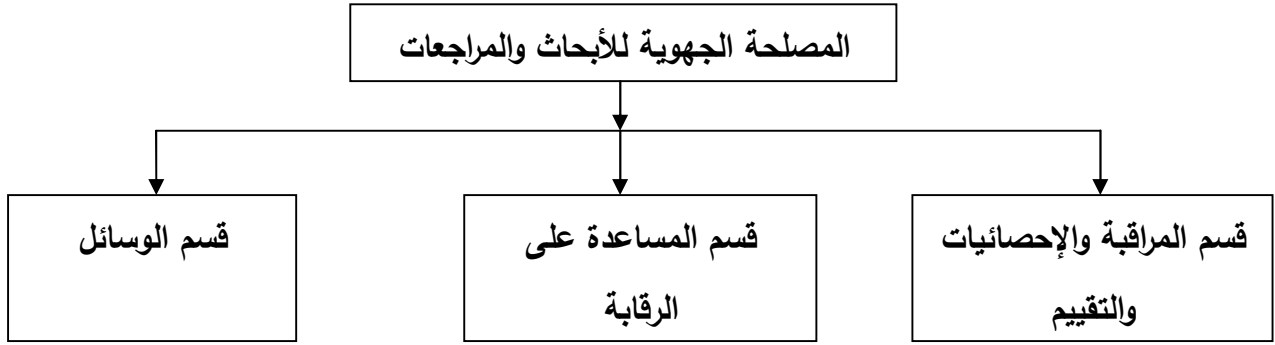 المصلحة الجهوية للأبحاث والمراجعات
قسم المراقبة والإحصائيات
والتقييم
قسم المساعدة على
الرقابة
قسم الوسائل